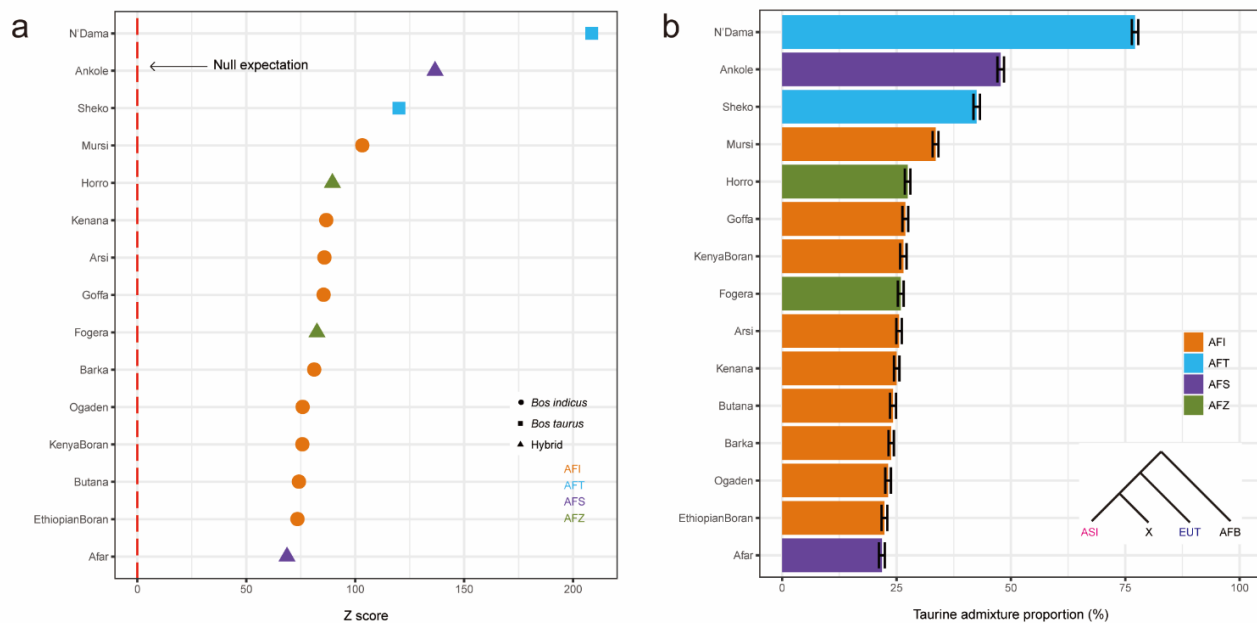 a
N'Dama
Ankole
Sheko
Mursi
Horro
Kenana
Arsi
Goffa
Fogera
Barka
Ogaden
KenyaBoran
Butana
EthiopianBoran
Afar
Null expectation
Bos indicus
Bos taurus
Hybrid
AFI
AFT
AFS
AFZ
0
50
100
150
200
Z score
b
N'Dama
Ankole
Sheko
Mursi
Horro
Goffa
KenyaBoran
Fogera
Arsi
Kenana
Butana
Barka
Ogaden
EthiopianBoran
Afar
AFI
AFT
AFS
AFZ
ASI X EUT AFB
0
25
50
75
100
Taurine admixture proportion (%)